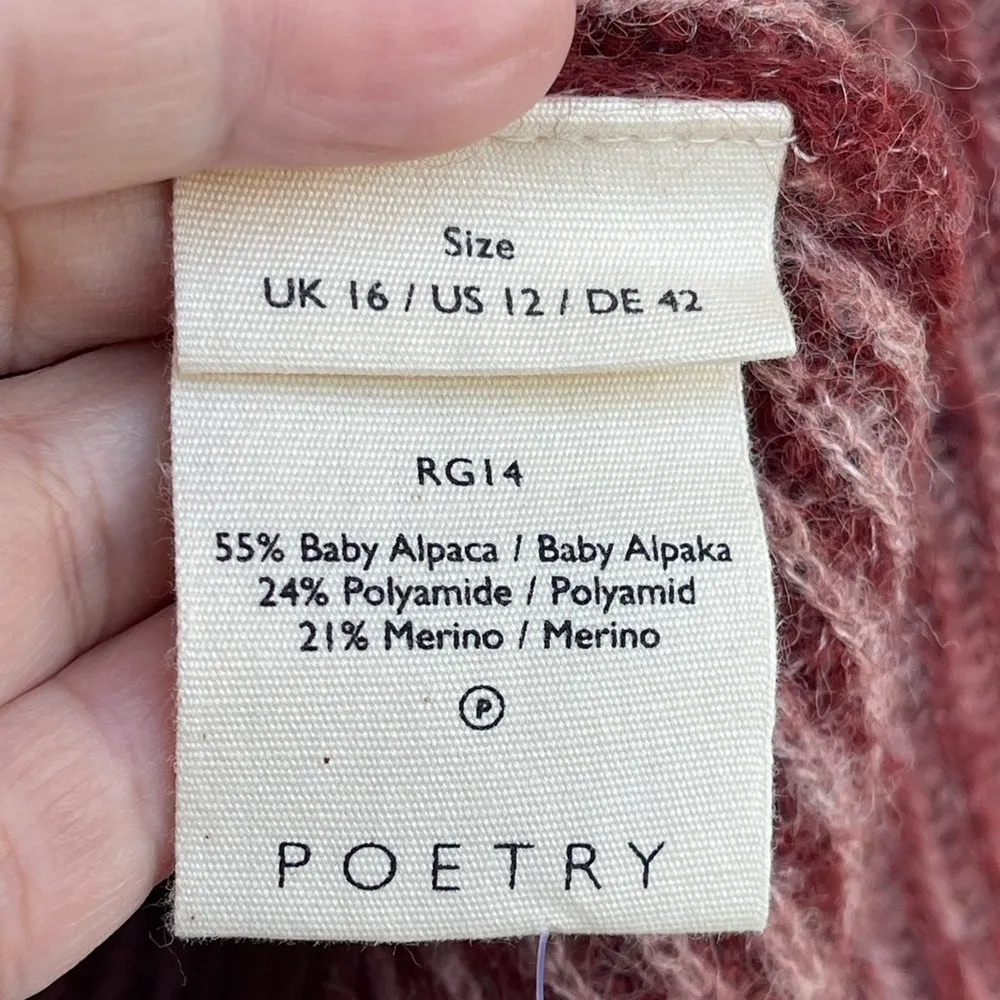 Size
UK 16 / US 12 / DE 42
RG14
55% Baby Alpaca / Baby Alpaka
24% Polyamide / Polyamid
21% Merino / Merino
P
POETRY